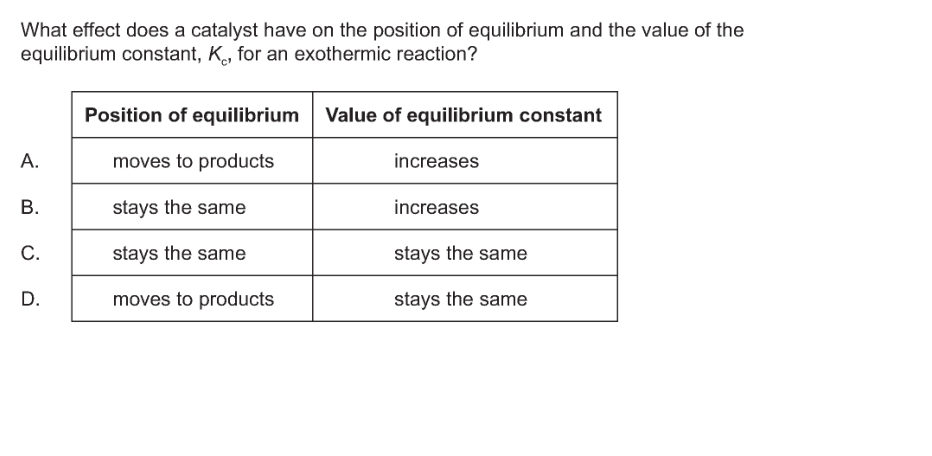 What effect does a catalyst have on the position of equilibrium and the value of the
equilibrium constant, Kc, for an exothermic reaction?
Position of equilibrium Value of equilibrium constant
A. moves to products increases
B. stays the same increases
C. stays the same stays the same
D. moves to products stays the same